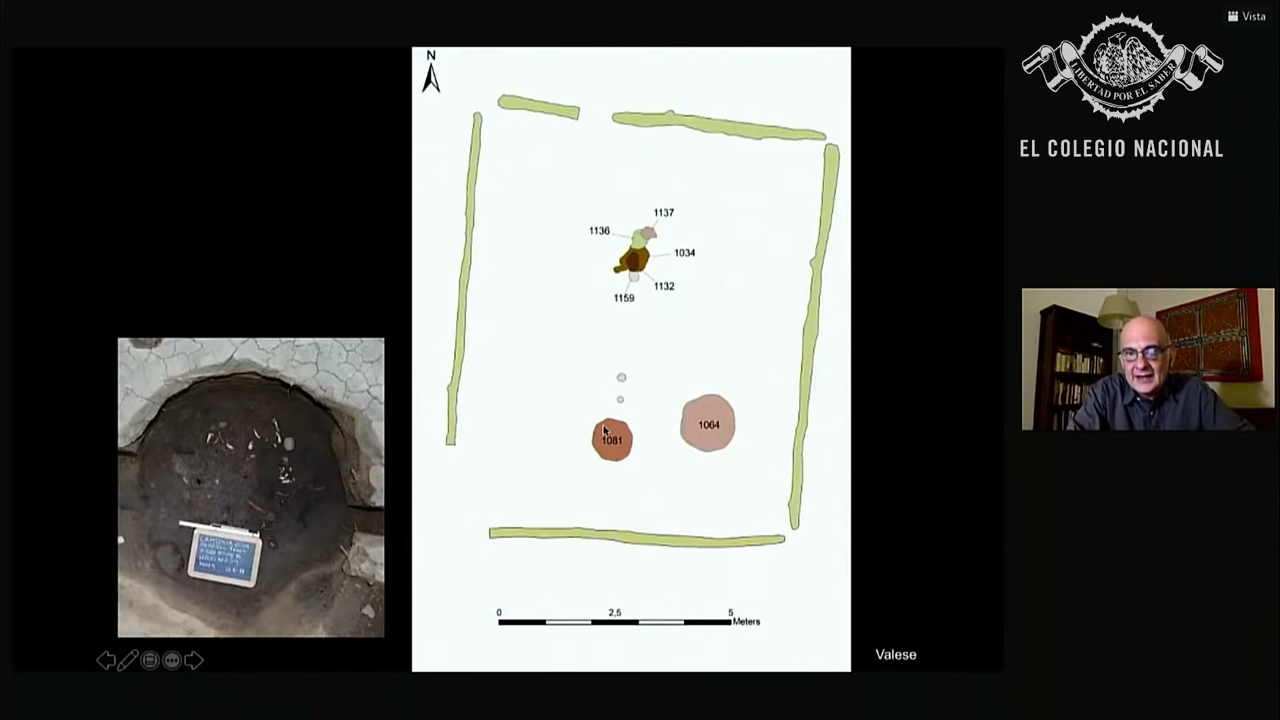 Vista
LIBERTAD POR EL SABER
EL COLEGIO NACIONAL
N
1137
1136
1034
1132
1159
1081
1064
0 2,5 5
Meters
Valese